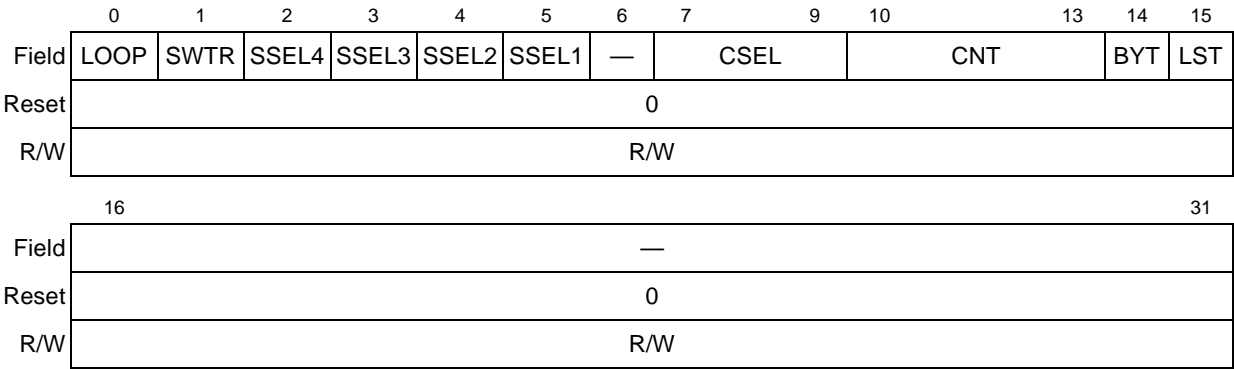 0 1 2 3 4 5 6 7 9 10 13 14 15
Field LOOP SWTR SSEL4 SSEL3 SSEL2 SSEL1 — CSEL CNT BYT LST
Reset 0
R/W R/W
16 31
Field —
Reset 0
R/W R/W